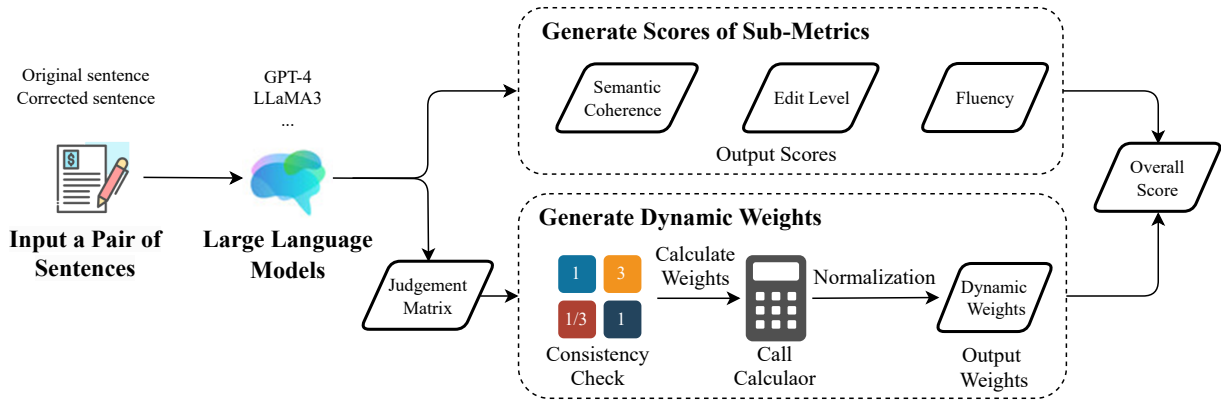 Original sentence
Corrected sentence
$
Input a Pair of
Sentences
GPT-4
LLaMA3
...
Large Language
Models
Judgement
Matrix
Generate Scores of Sub-Metrics
Semantic
Coherence
Edit Level
Fluency
Output Scores
Generate Dynamic Weights
1
3
1/3
1
Consistency
Check
Calculate
Weights
Call
Calculaor
Normalization
Dynamic
Weights
Output
Weights
Overall
Score